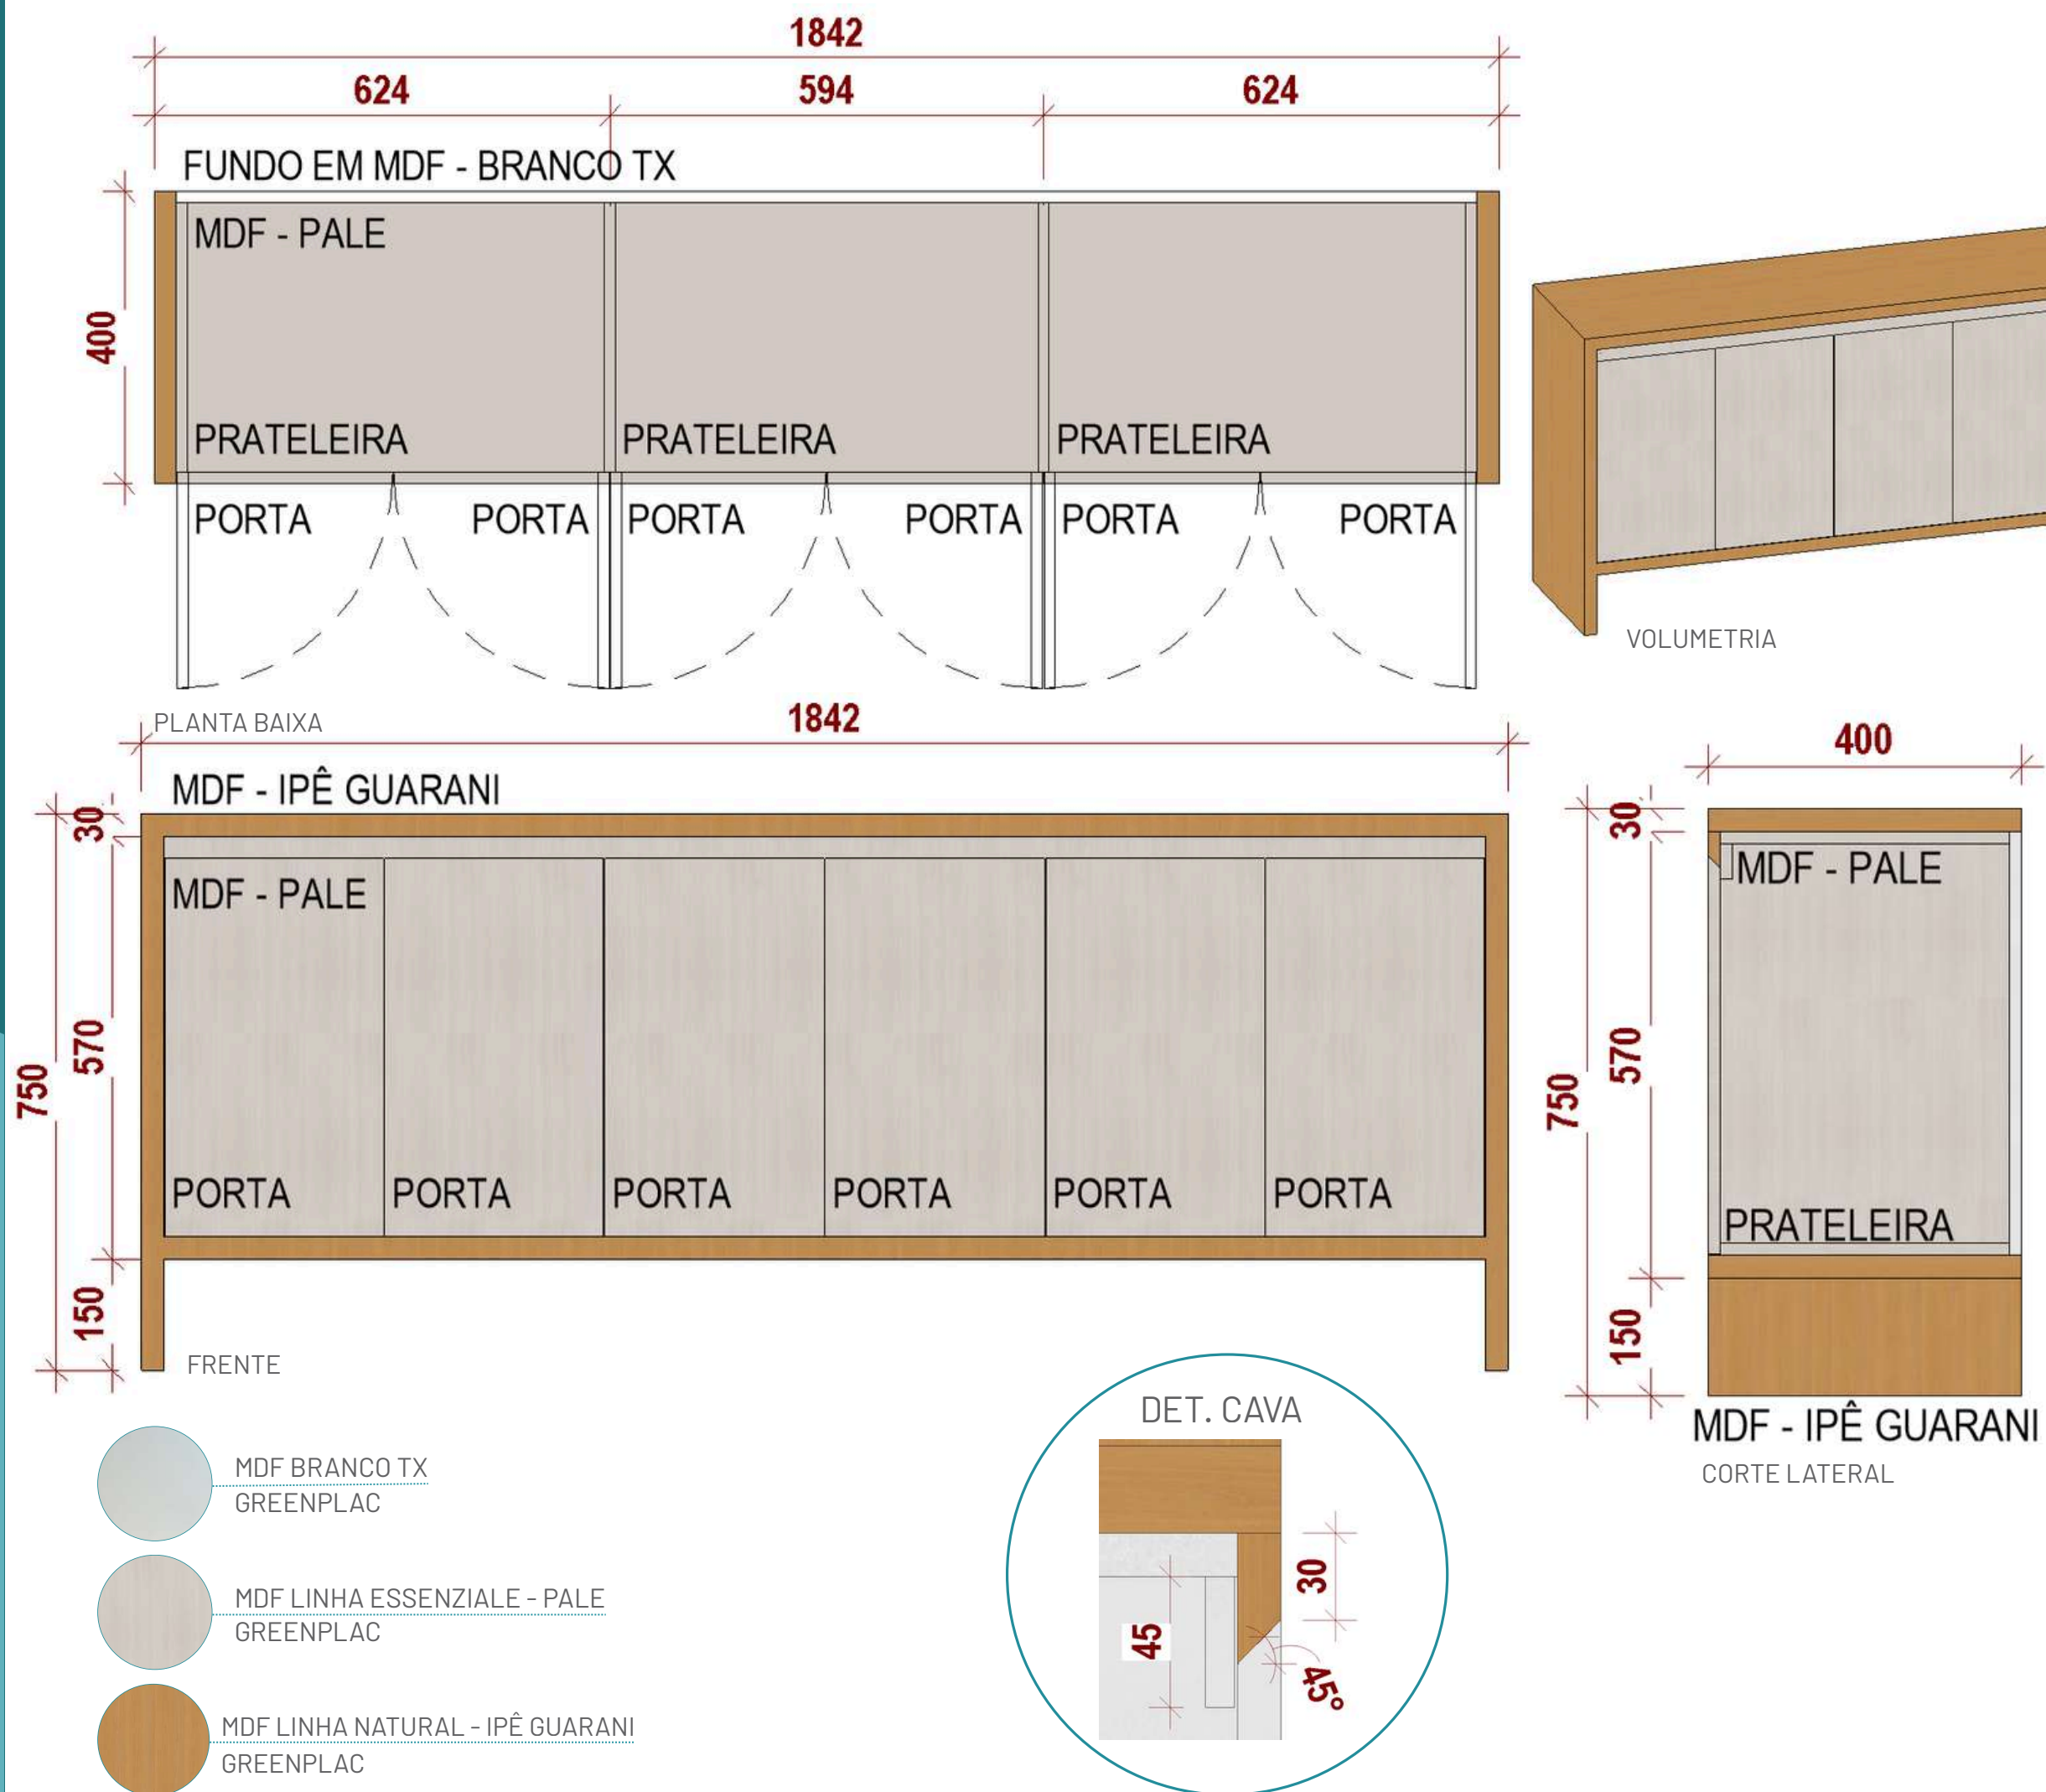 1842
624
594
624
FUNDO EM MDF - BRANCO TX
MDF - PALE
400
PRATELEIRA
PRATELEIRA
PRATELEIRA
PORTA
PORTA
PORTA
PORTA
PORTA
PORTA
VOLUMETRIA
PLANTA BAIXA
1842
MDF - IPÊ GUARANI
30
MDF - PALE
570
750
PORTA
PORTA
PORTA
PORTA
PORTA
PORTA
150
FRENTE
400
30
MDF - PALE
570
750
PRATELEIRA
150
MDF - IPÊ GUARANI
CORTE LATERAL
DET. CAVA
30
45
45°
MDF BRANCO TX
GREENPLAC
MDF LINHA ESSENZIALE - PALE
GREENPLAC
MDF LINHA NATURAL - IPÊ GUARANI
GREENPLAC